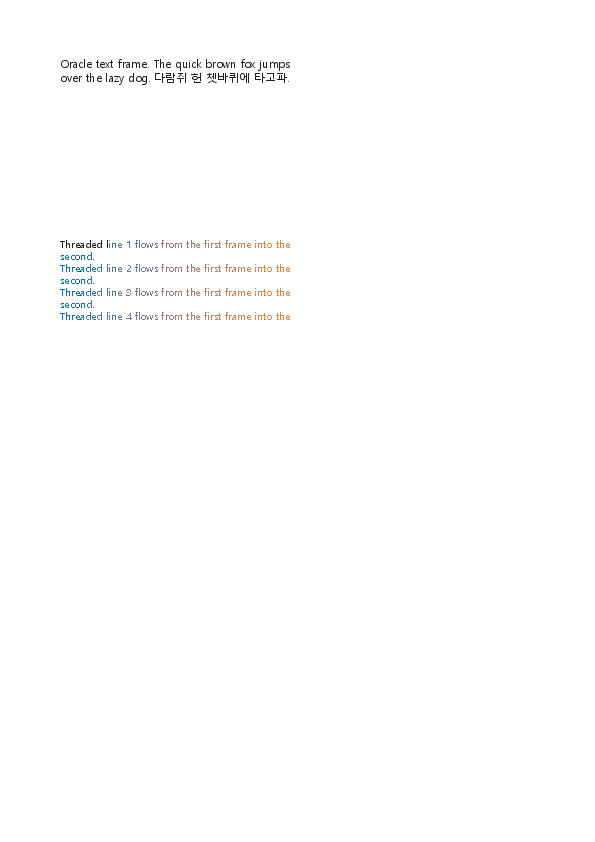 Oracle text frame. The quick brown fox jumps
over the lazy dog. 다람쥐 헌 쳇바퀴에 타고파.
Threaded line 1 flows from the first frame into the
second.
Threaded line 2 flows from the first frame into the
second.
Threaded line 3 flows from the first frame into the
second.
Threaded line 4 flows from the first frame into the